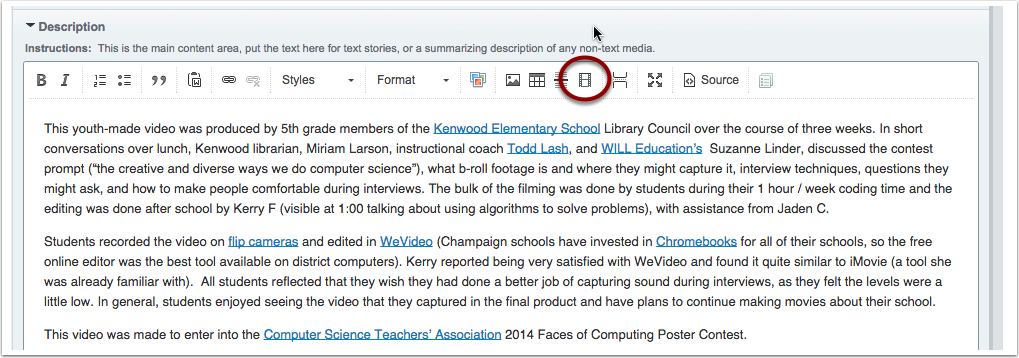 Description
Instructions: This is the main content area, put the text here for text stories, or a summarizing description of any non-text media.
B I Styles Format Source
This youth-made video was produced by 5th grade members of the Kenwood Elementary School Library Council over the course of three weeks. In short
conversations over lunch, Kenwood librarian, Miriam Larson, instructional coach Todd Lash, and WILL Education’s Suzanne Linder, discussed the contest
prompt (“the creative and diverse ways we do computer science”), what b-roll footage is and where they might capture it, interview techniques, questions they
might ask, and how to make people comfortable during interviews. The bulk of the filming was done by students during their 1 hour / week coding time and the
editing was done after school by Kerry F (visible at 1:00 talking about using algorithms to solve problems), with assistance from Jaden C.
Students recorded the video on flip cameras and edited in WeVideo (Champaign schools have invested in Chromebooks for all of their schools, so the free
online editor was the best tool available on district computers). Kerry reported being very satisfied with WeVideo and found it quite similar to iMovie (a tool she
was already familiar with). All students reflected that they wish they had done a better job of capturing sound during interviews, as they felt the levels were a
little low. In general, students enjoyed seeing the video that they captured in the final product and have plans to continue making movies about their school.
This video was made to enter into the Computer Science Teachers’ Association 2014 Faces of Computing Poster Contest.